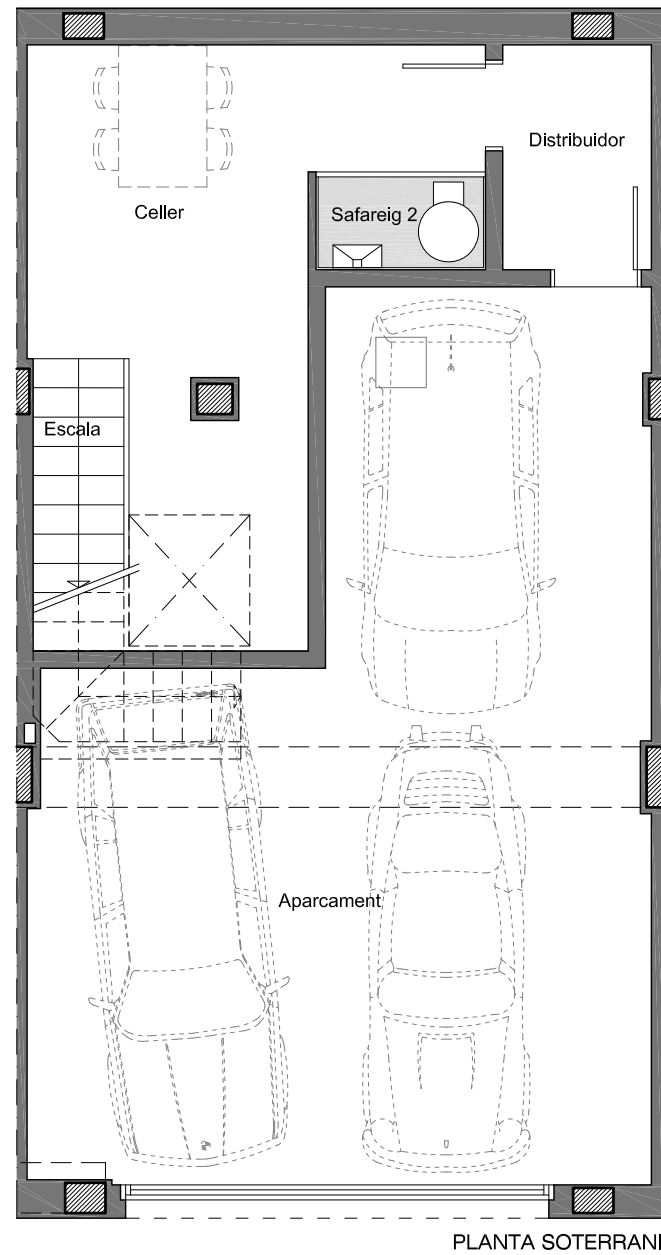 Distribuidor
Celler
Safareig 2
Escala
Aparcament
PLANTA SOTERRANI